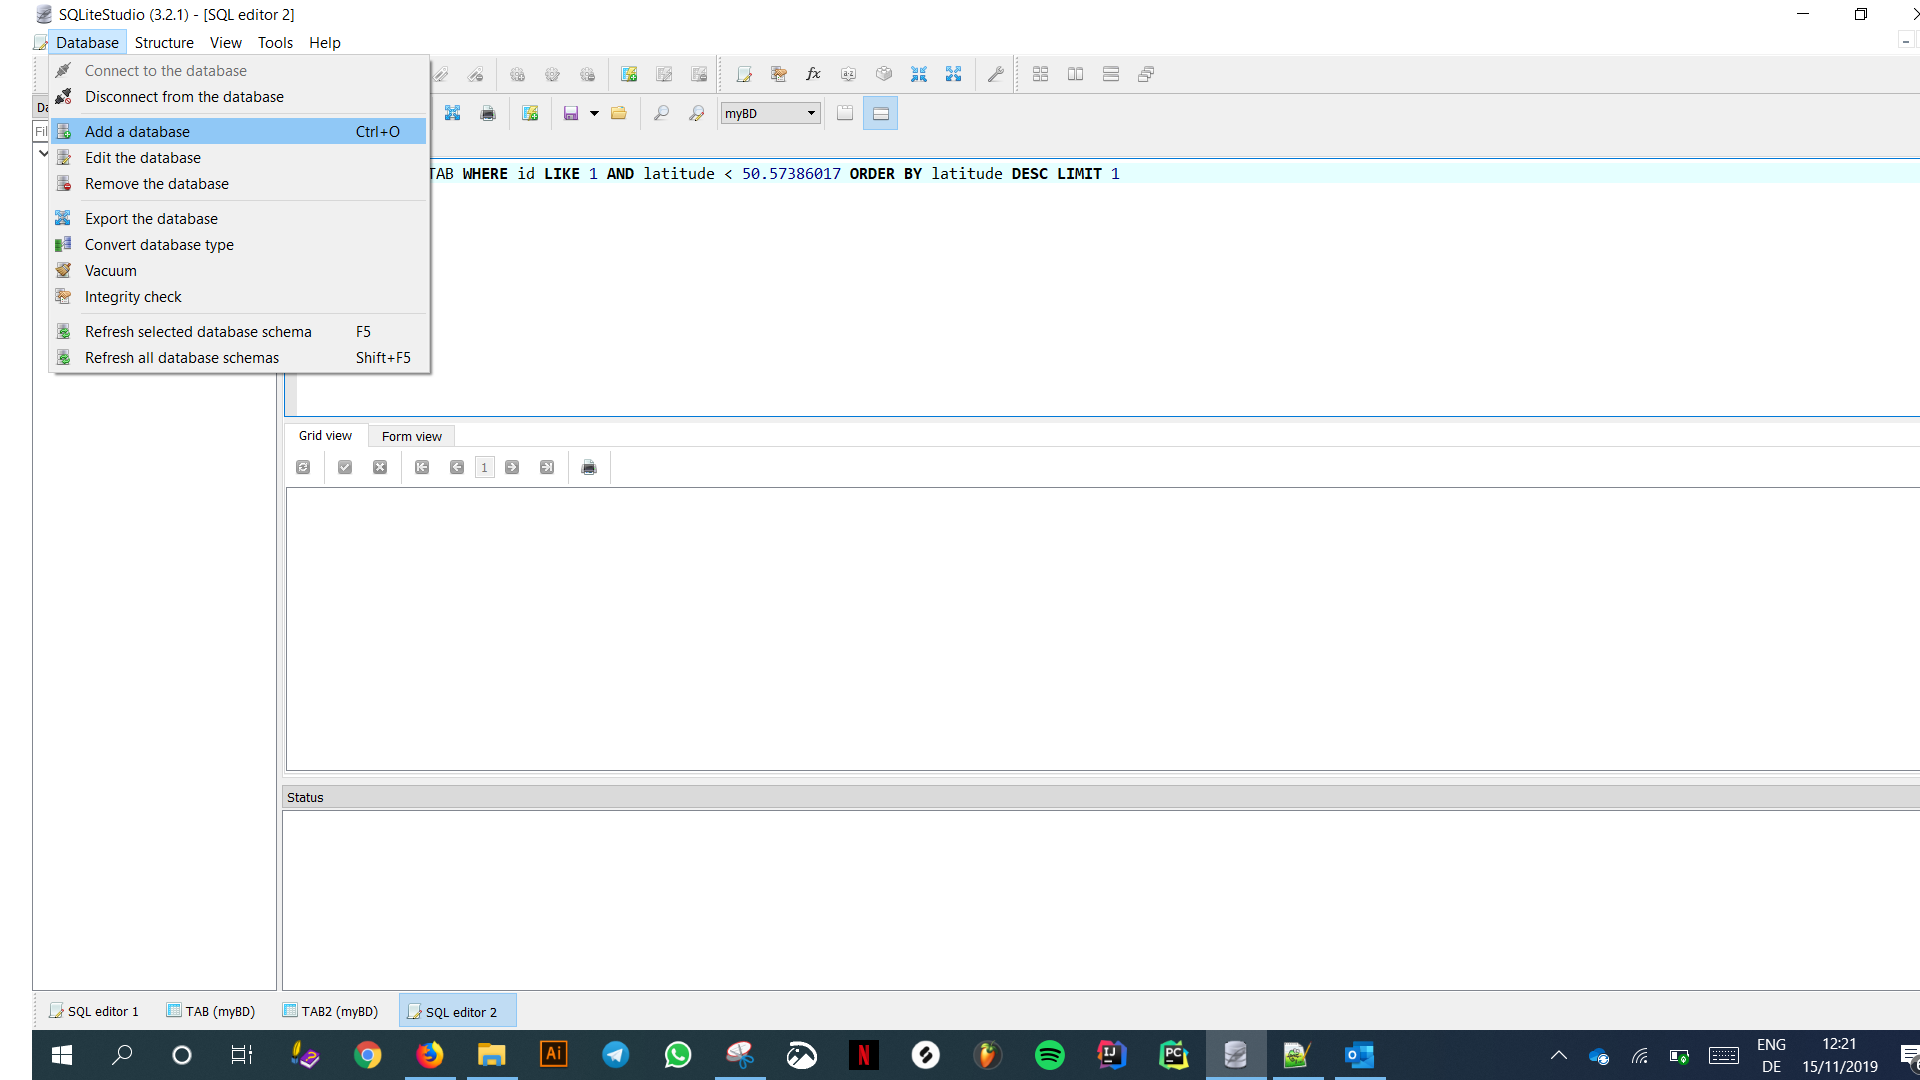 SQLiteStudio (3.2.1) - [SQL editor 2]
Database Structure View Tools Help
Connect to the database
Disconnect from the database
Add a database Ctrl+O
Edit the database
Remove the database
Export the database
Convert database type
Vacuum
Integrity check
Refresh selected database schema F5
Refresh all database schemas Shift+F5
Da
Fil
myBD
TAB WHERE id LIKE 1 AND latitude < 50.57386017 ORDER BY latitude DESC LIMIT 1
Grid view Form view
1
Status
SQL editor 1 TAB (myBD) TAB2 (myBD) SQL editor 2
ENG 12:21
DE 15/11/2019